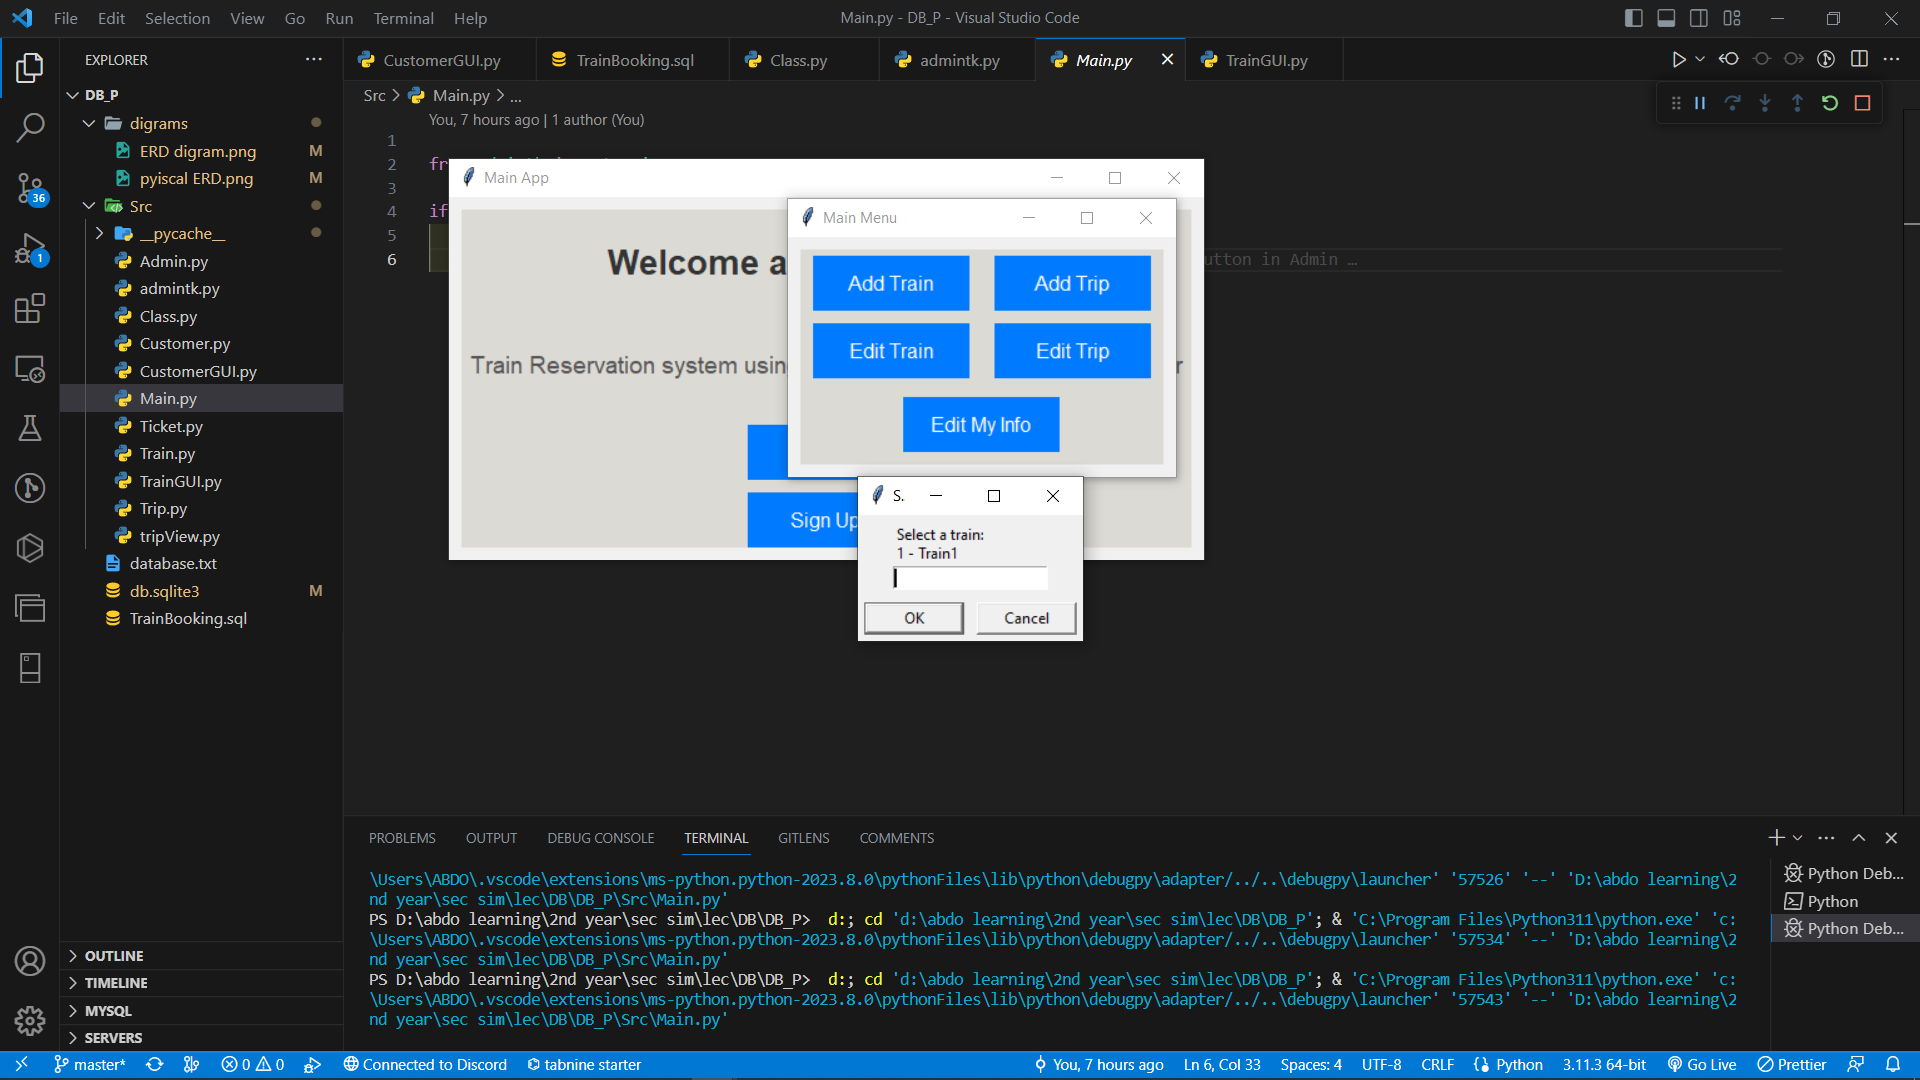 File Edit Selection View Go Run Terminal Help
Main.py - DB_P - Visual Studio Code
EXPLORER
DB_P
digrams
ERD digram.png M
pyiscal ERD.png M
Src
__pycache__
Admin.py
admintk.py
Class.py
Customer.py
CustomerGUI.py
Main.py
Ticket.py
Train.py
TrainGUI.py
Trip.py
tripView.py
database.txt
db.sqlite3 M
TrainBooking.sql
OUTLINE
TIMELINE
MYSQL
SERVERS
36
1
CustomerGUI.py TrainBooking.sql Class.py admintk.py Main.py TrainGUI.py
Src > Main.py > ...
You, 7 hours ago | 1 author (You)
1
2
3
4 if
5
6 utton in Admin …
Main App
Welcome a
Train Reservation system usin
Sign Up
Main Menu
Add Train Add Trip
Edit Train Edit Trip
Edit My Info
S.
Select a train:
1 - Train1
OK Cancel
PROBLEMS OUTPUT DEBUG CONSOLE TERMINAL GITLENS COMMENTS
\Users\ABDO\.vscode\extensions\ms-python.python-2023.8.0\pythonFiles\lib\python\debugpy\adapter/../..\debugpy\launcher' '57526' '--' 'D:\abdo learning\2
nd year\sec sim\lec\DB\DB_P\Src\Main.py'
PS D:\abdo learning\2nd year\sec sim\lec\DB\DB_P>  d:; cd 'd:\abdo learning\2nd year\sec sim\lec\DB\DB_P'; & 'C:\Program Files\Python311\python.exe' 'c:
\Users\ABDO\.vscode\extensions\ms-python.python-2023.8.0\pythonFiles\lib\python\debugpy\adapter/../..\debugpy\launcher' '57534' '--' 'D:\abdo learning\2
nd year\sec sim\lec\DB\DB_P\Src\Main.py'
PS D:\abdo learning\2nd year\sec sim\lec\DB\DB_P>  d:; cd 'd:\abdo learning\2nd year\sec sim\lec\DB\DB_P'; & 'C:\Program Files\Python311\python.exe' 'c:
\Users\ABDO\.vscode\extensions\ms-python.python-2023.8.0\pythonFiles\lib\python\debugpy\adapter/../..\debugpy\launcher' '57543' '--' 'D:\abdo learning\2
nd year\sec sim\lec\DB\DB_P\Src\Main.py'
Python Deb...
Python
Python Deb...
master* 0 0 Connected to Discord tabnine starter You, 7 hours ago Ln 6, Col 33 Spaces: 4 UTF-8 CRLF Python 3.11.3 64-bit Go Live Prettier